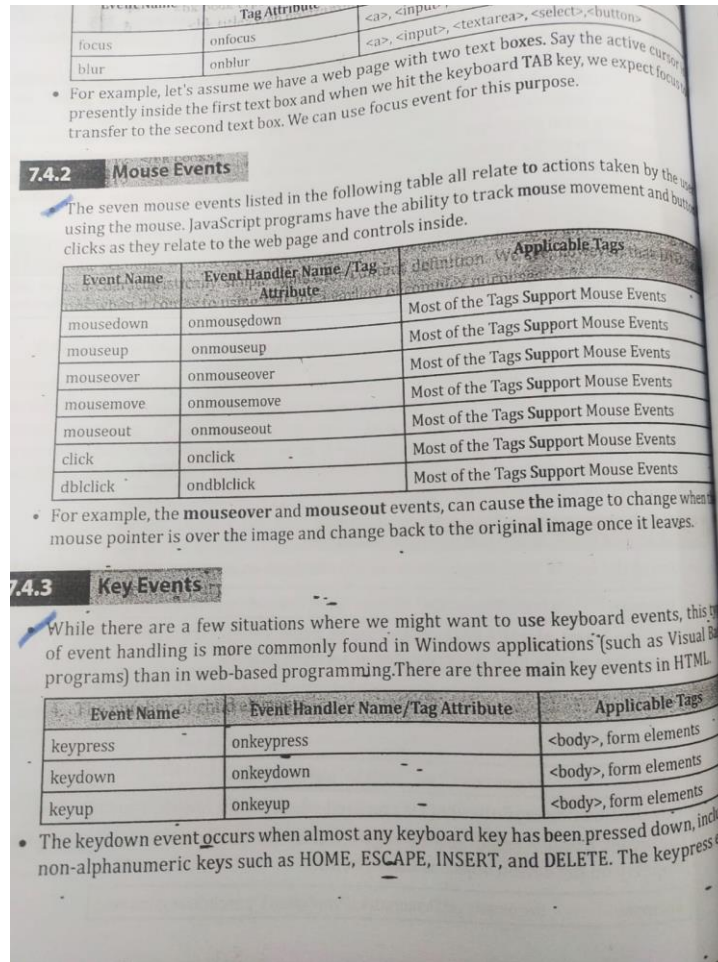 Tag Attribute
focus onfocus <a>, <input>, <textarea>, <select>,<button>
blur onblur
• For example, let's assume we have a web page with two text boxes. Say the active cursor
presently inside the first text box and when we hit the keyboard TAB key, we expect focus
transfer to the second text box. We can use focus event for this purpose.
7.4.2 Mouse Events
The seven mouse events listed in the following table all relate to actions taken by the
using the mouse. JavaScript programs have the ability to track mouse movement and
clicks as they relate to the web page and controls inside.
Event Name Event Handler Name /Tag Applicable Tags
Attribute
mousedown onmousedown Most of the Tags Support Mouse Events
mouseup onmouseup Most of the Tags Support Mouse Events
mouseover onmouseover Most of the Tags Support Mouse Events
mousemove onmousemove Most of the Tags Support Mouse Events
mouseout onmouseout Most of the Tags Support Mouse Events
click onclick Most of the Tags Support Mouse Events
dblclick ondblclick Most of the Tags Support Mouse Events
• For example, the mouseover and mouseout events, can cause the image to change when
mouse pointer is over the image and change back to the original image once it leaves.
7.4.3 Key Events
• While there are a few situations where we might want to use keyboard events, this
of event handling is more commonly found in Windows applications (such as Visual
programs) than in web-based programming.There are three main key events in HTML.
Event Name Event Handler Name/Tag Attribute Applicable Tags
keypress onkeypress <body>, form elements
keydown onkeydown <body>, form elements
keyup onkeyup <body>, form elements
• The keydown event occurs when almost any keyboard key has been pressed down,
non-alphanumeric keys such as HOME, ESCAPE, INSERT, and DELETE. The keypress